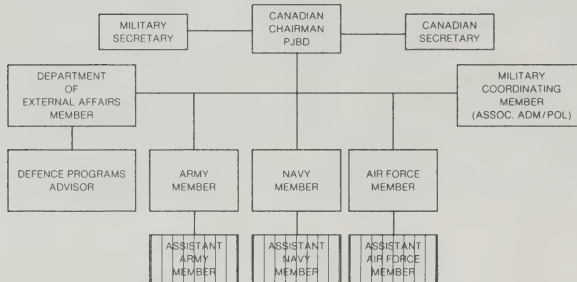 MILITARY
SECRETARY
CANADIAN
CHAIRMAN
PJBD
CANADIAN
SECRETARY
DEPARTMENT
OF
EXTERNAL AFFAIRS
MEMBER
MILITARY
COORDINATING
MEMBER
(ASSOC. ADM/POL)
DEFENCE PROGRAMS
ADVISOR
ARMY
MEMBER
NAVY
MEMBER
AIR FORCE
MEMBER
ASSISTANT
ARMY
MEMBER
ASSISTANT
NAVY
MEMBER
ASSISTANT
AIR FORCE
MEMBER